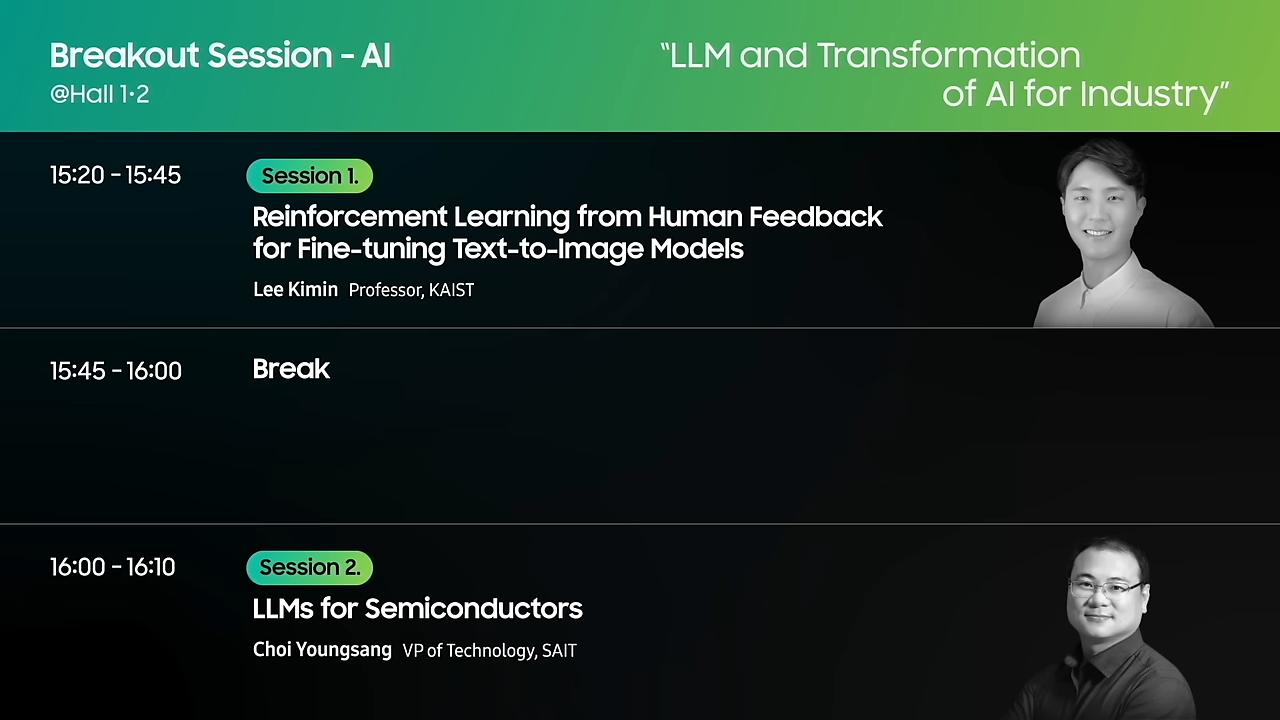 Breakout Session - AI
@Hall 1·2
“LLM and Transformation
of AI for Industry”
15:20 - 15:45
Session 1.
Reinforcement Learning from Human Feedback
for Fine-tuning Text-to-Image Models
Lee Kimin Professor, KAIST
15:45 - 16:00
Break
16:00 - 16:10
Session 2.
LLMs for Semiconductors
Choi Youngsang VP of Technology, SAIT